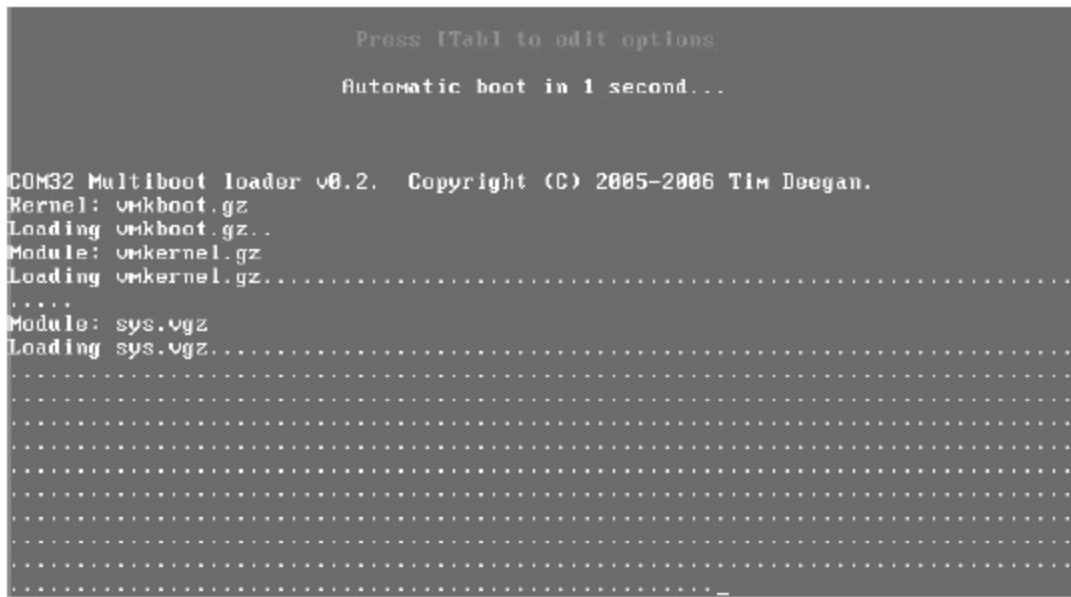 Press [Tab] to edit options
Automatic boot in 1 second...
COM32 Multiboot loader v0.2.  Copyright (C) 2005-2006 Tim Deegan.
Kernel: vmkboot.gz
Loading vmkboot.gz..
Module: vmkernel.gz
Loading vmkernel.gz.............................................................
.....
Module: sys.vgz
Loading sys.vgz.................................................................
................................................................................
................................................................................
................................................................................
................................................................................
................................................................................
................................................................................
................................................................................
................................................................................
................................................................................
....................................................._